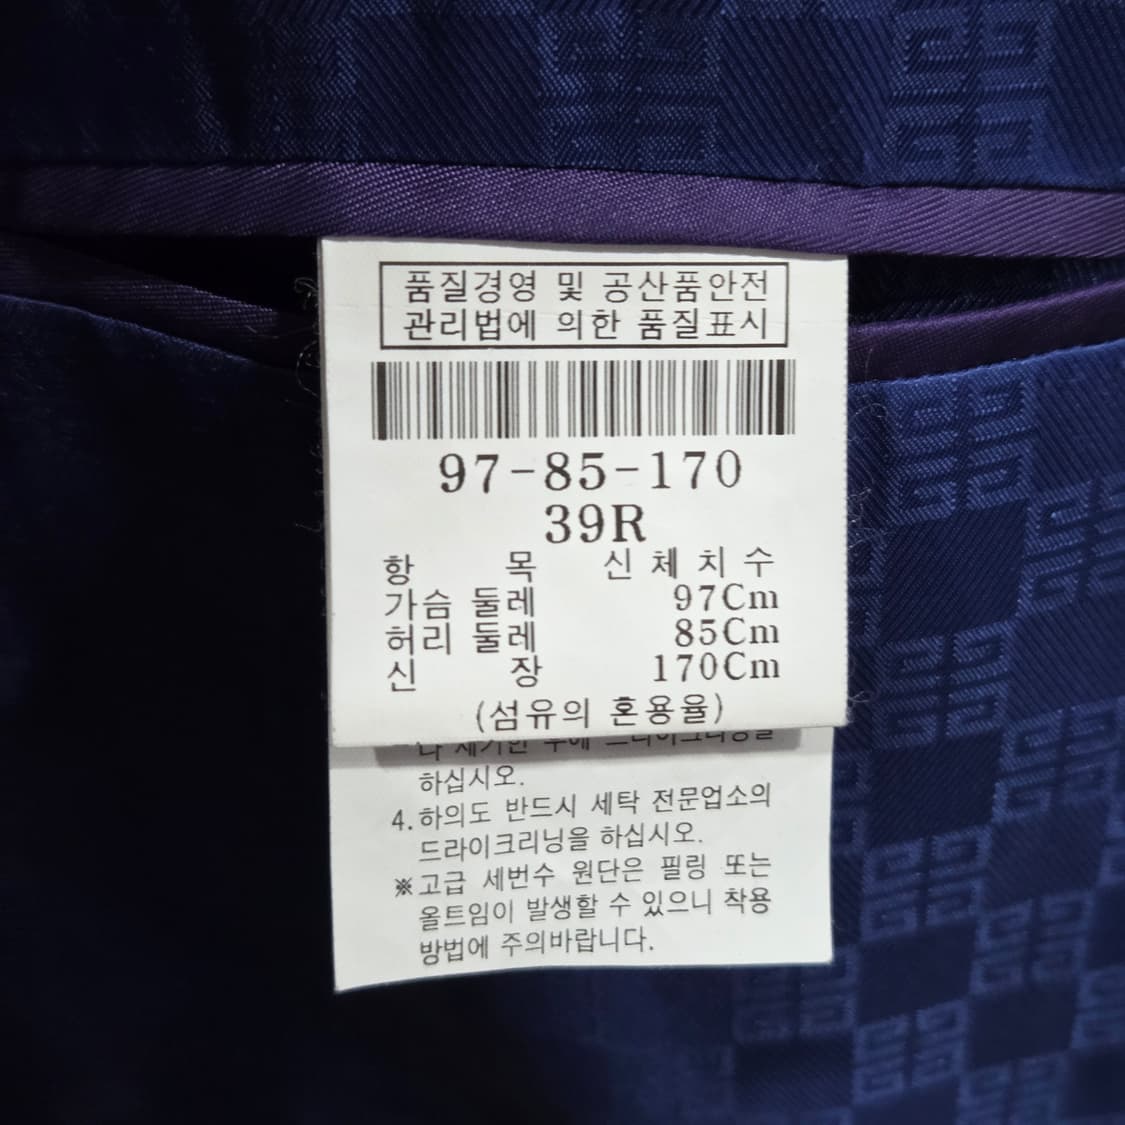 품질경영 및 공산품안전
관리법에 의한 품질표시
97-85-170
39R
항 목 신 체 치 수
가슴 둘레 97Cm
허리 둘레 85Cm
신 장 170Cm
(섬유의 혼용율)
하십시오.
4. 하의도 반드시 세탁 전문업소의
드라이크리닝을 하십시오.
※고급 세번수 원단은 필링 또는
올트임이 발생할 수 있으니 착용
방법에 주의바랍니다.